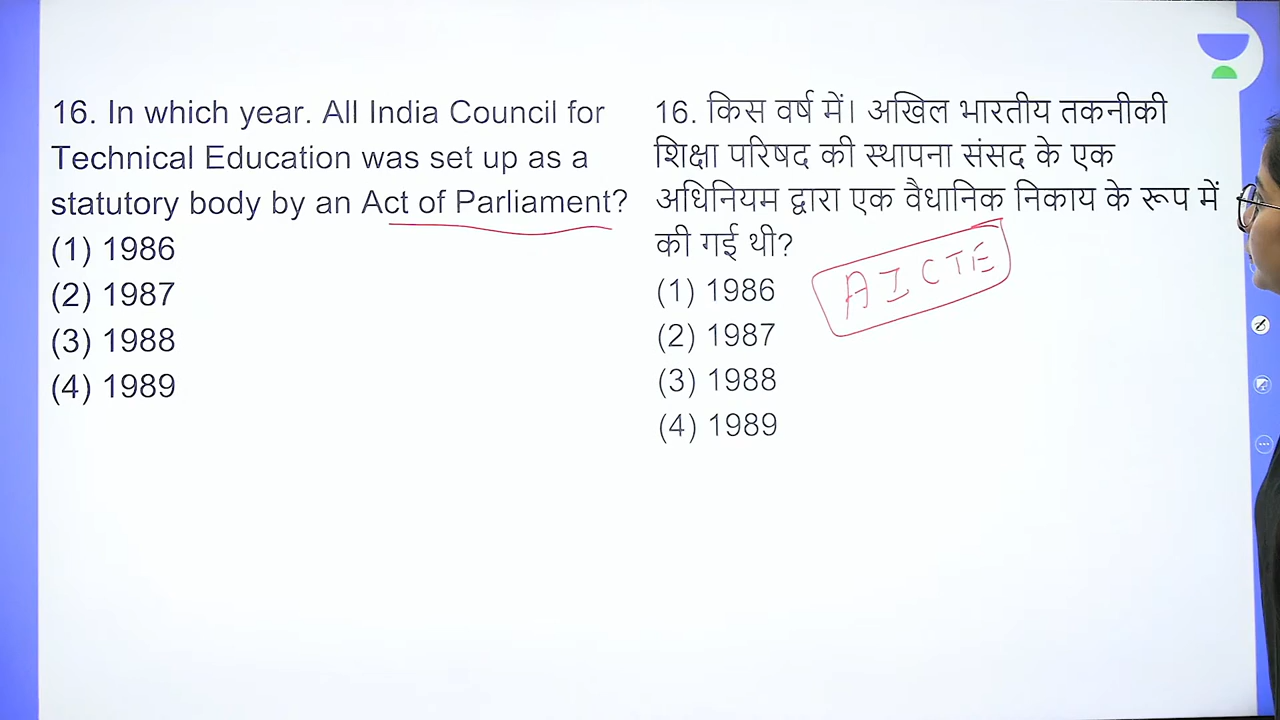 16. In which year. All India Council for
Technical Education was set up as a
statutory body by an Act of Parliament?
(1) 1986
(2) 1987
(3) 1988
(4) 1989
16. किस वर्ष में। अखिल भारतीय तकनीकी
शिक्षा परिषद की स्थापना संसद के एक
अधिनियम द्वारा एक वैधानिक निकाय के रूप में
की गई थी?
(1) 1986
(2) 1987
(3) 1988
(4) 1989
AICTE